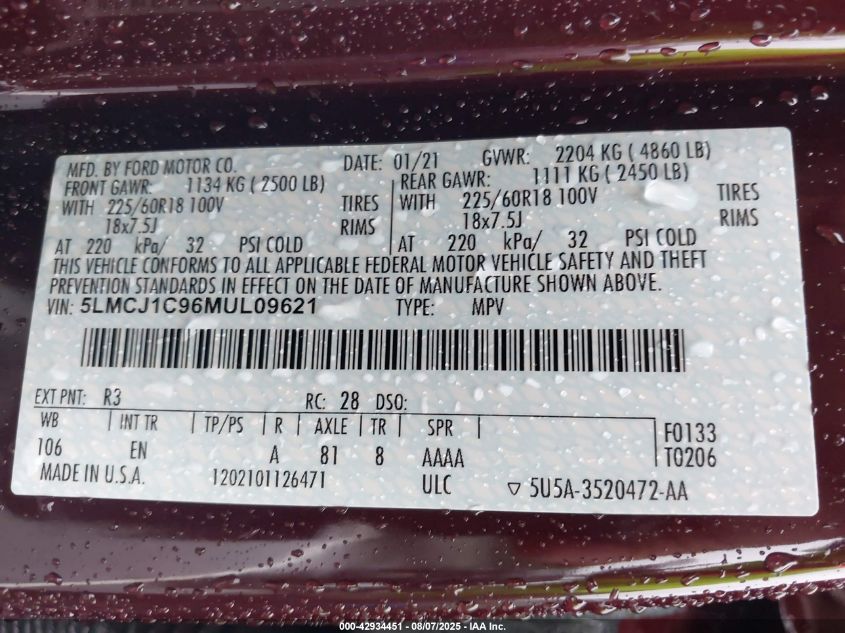 MFD. BY FORD MOTOR CO. DATE: 01/21 GVWR: 2204 KG ( 4860 LB)
FRONT GAWR: 1134 KG ( 2500 LB) REAR GAWR: 1111 KG ( 2450 LB)
WITH 225/60R18 100V TIRES WITH 225/60R18 100V TIRES
18x7.5J RIMS 18x7.5J RIMS
AT 220 kPa/ 32 PSI COLD AT 220 kPa/ 32 PSI COLD
THIS VEHICLE CONFORMS TO ALL APPLICABLE FEDERAL MOTOR VEHICLE SAFETY AND THEFT
PREVENTION STANDARDS IN EFFECT ON THE DATE OF MANUFACTURE SHOWN ABOVE.
VIN: 5LMCJ1C96MUL09621 TYPE: MPV
EXT PNT: R3 RC: 28 DSO:
WB INT TR TP/PS R AXLE TR SPR F0133
106 EN A 81 8 AAAA T0206
MADE IN U.S.A. 1202101126471 ULC ▽ 5U5A-3520472-AA
000-42934451 - 08/07/2025 - IAA Inc.